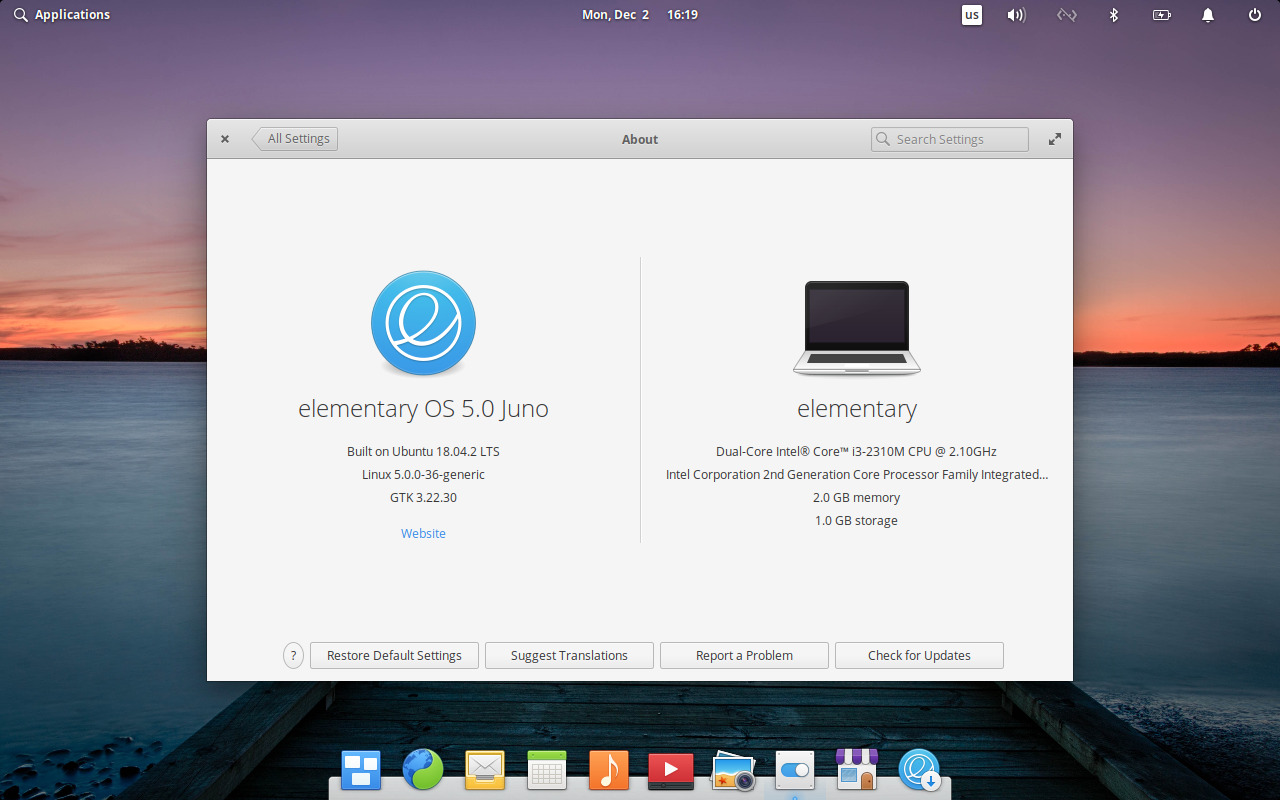 Applications
Mon, Dec 2 16:19
us
All Settings
About
Search Settings
elementary OS 5.0 Juno
Built on Ubuntu 18.04.2 LTS
Linux 5.0.0-36-generic
GTK 3.22.30
Website
elementary
Dual-Core Intel® Core™ i3-2310M CPU @ 2.10GHz
Intel Corporation 2nd Generation Core Processor Family Integrated...
2.0 GB memory
1.0 GB storage
?
Restore Default Settings
Suggest Translations
Report a Problem
Check for Updates